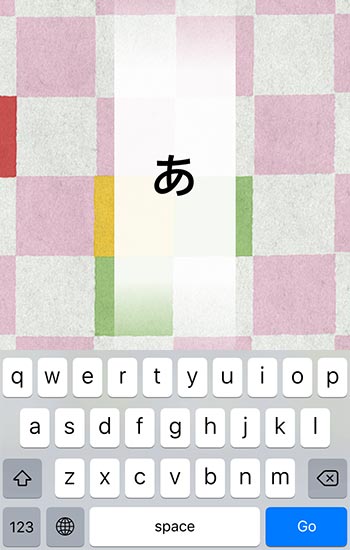 あ
q w e r t y u i o p
a s d f g h j k l
z x c v b n m
123 space Go